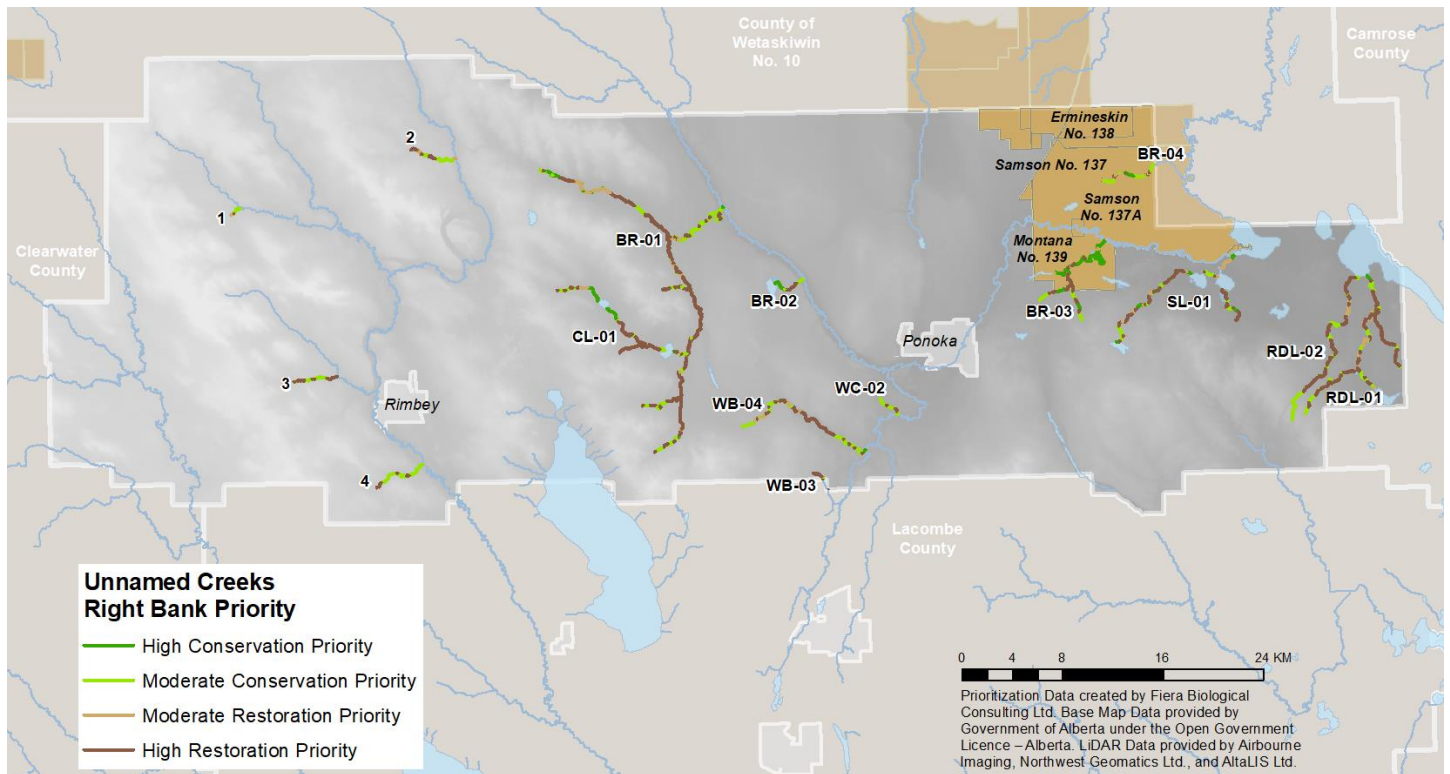 County of
Wetaskiwin
No. 10
Camrose
County
Ermineskin
No. 138
2
BR-04
Samson No. 137
1
Samson
No. 137A
BR-01
Clearwater
County
Montana
No. 139
BR-02
SL-01
BR-03
CL-01
Ponoka
RDL-02
3
WC-02
RDL-01
Rimbey
WB-04
4
WB-03
Lacombe
County
Unnamed Creeks
Right Bank Priority
High Conservation Priority
Moderate Conservation Priority
Moderate Restoration Priority
High Restoration Priority
0 4 8 16 24 KM
Prioritization Data created by Fiera Biological
Consulting Ltd. Base Map Data provided by
Government of Alberta under the Open Government
Licence – Alberta. LiDAR Data provided by Airbourne
Imaging, Northwest Geomatics Ltd., and AltaLIS Ltd.